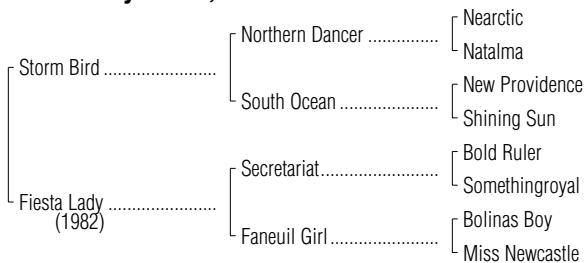 Northern Dancer ...............
Nearctic
Natalma
Storm Bird ........................
South Ocean .....................
New Providence
Shining Sun
Secretariat.........................
Bold Ruler
Somethingroyal
Fiesta Lady .......................
(1982)
Faneuil Girl .......................
Bolinas Boy
Miss Newcastle